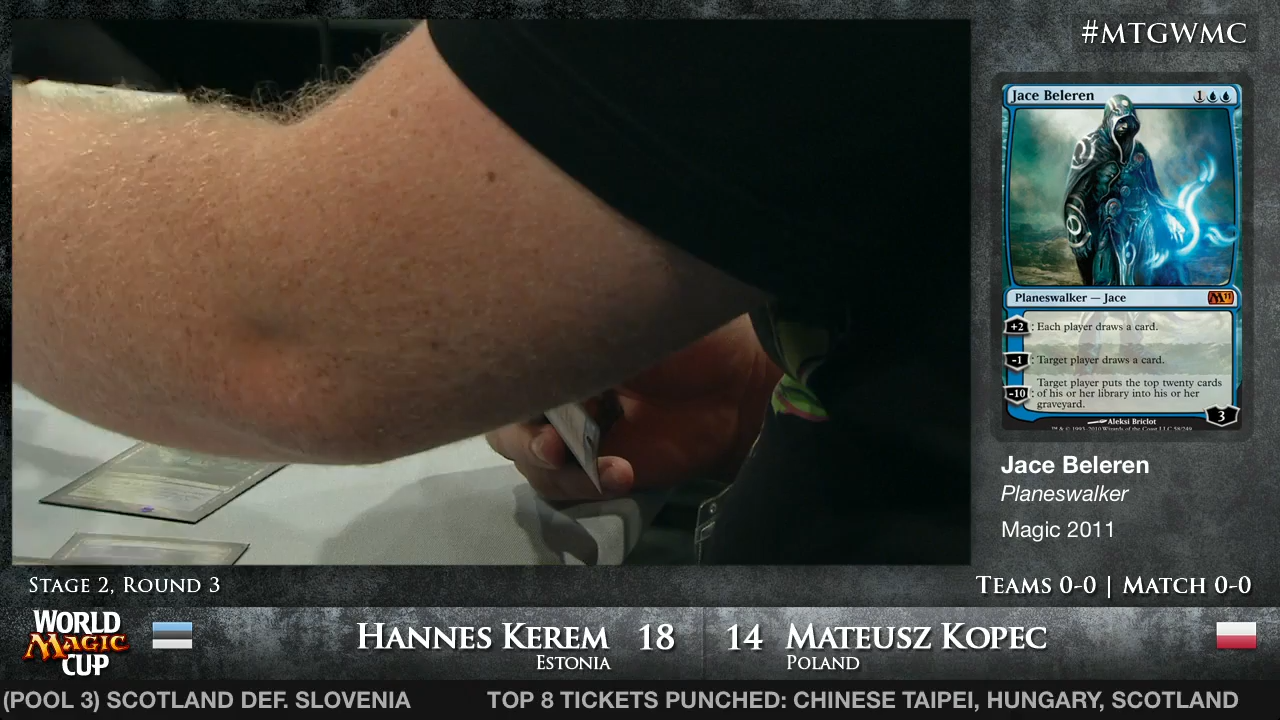 #MTGWMC
Jace Beleren
1
Planeswalker — Jace
M11
+2: Each player draws a card.
-1: Target player draws a card.
Target player puts the top twenty cards
-10: of his or her library into his or her
graveyard.
3
Aleksi Briclot
Jace Beleren
Planeswalker
Magic 2011
STAGE 2, ROUND 3
TEAMS 0-0 | MATCH 0-0
WORLD
Magic
CUP
HANNES KEREM 18
ESTONIA
14 MATEUSZ KOPEC
POLAND
(POOL 3) SCOTLAND DEF. SLOVENIA
TOP 8 TICKETS PUNCHED: CHINESE TAIPEI, HUNGARY, SCOTLAND